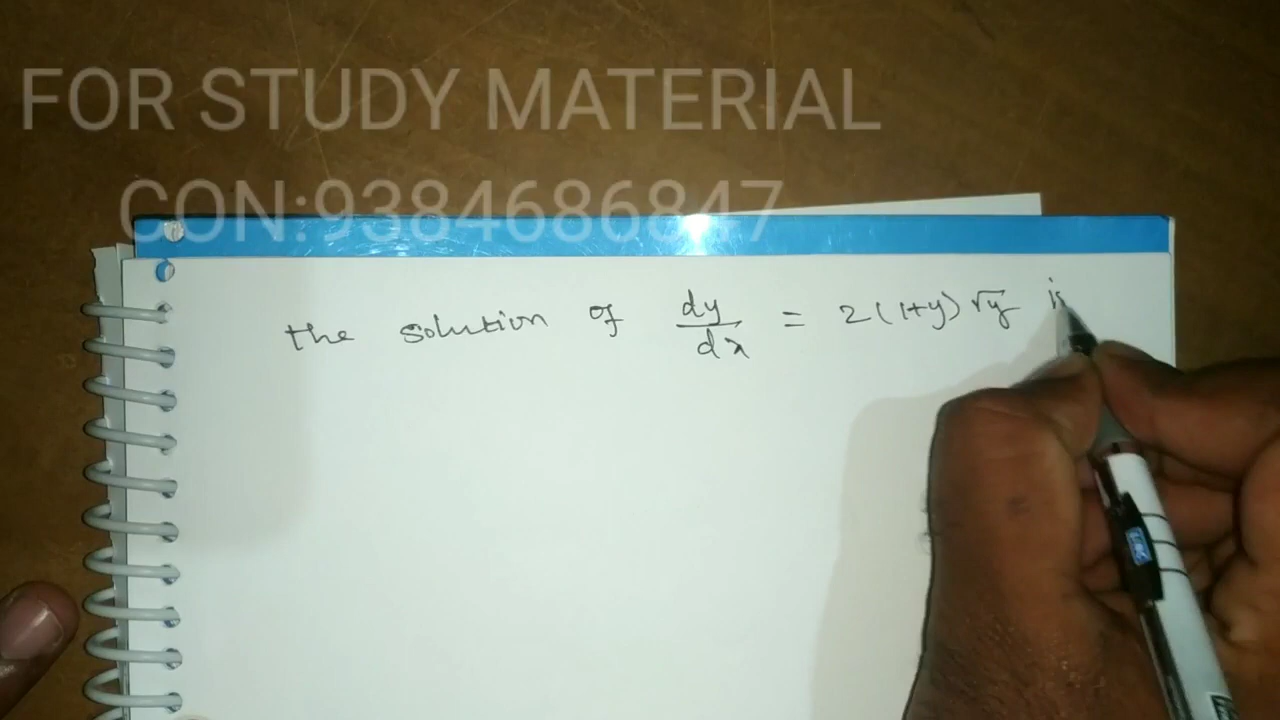 FOR STUDY MATERIAL
CON:9384686847
the solution of dy/dx = 2(1+y)√y is